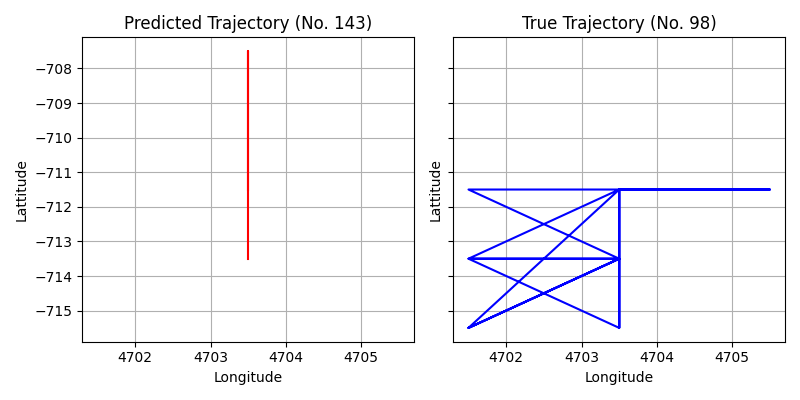 Predicted Trajectory (No. 143)
True Trajectory (No. 98)
−708
−709
−710
−711
−712
−713
−714
−715
Lattitude
Lattitude
4702
4703
4704
4705
4702
4703
4704
4705
Longitude
Longitude